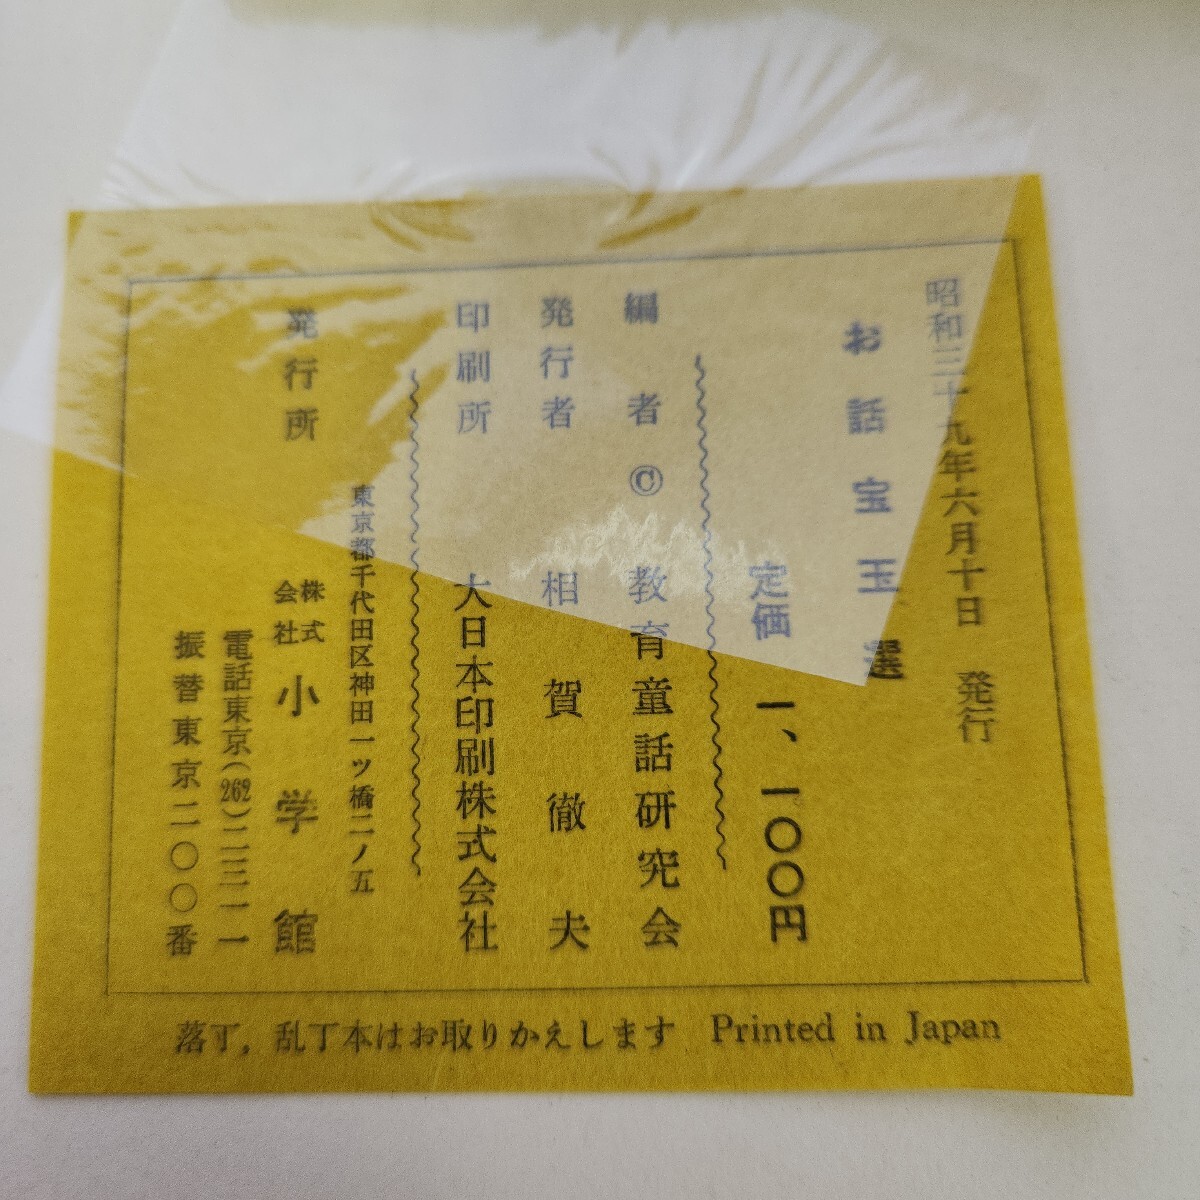 昭和三十九年六月十日 発行
お話宝玉選
定価 一、一〇〇円
編者 © 教育童話研究会
発行者 相賀徹夫
印刷所 大日本印刷株式会社
東京都千代田区神田一ツ橋二ノ五
発行所 株式会社 小学館
電話東京(262)二三一一
振替東京二〇〇番
落丁，乱丁本はお取りかえします Printed in Japan